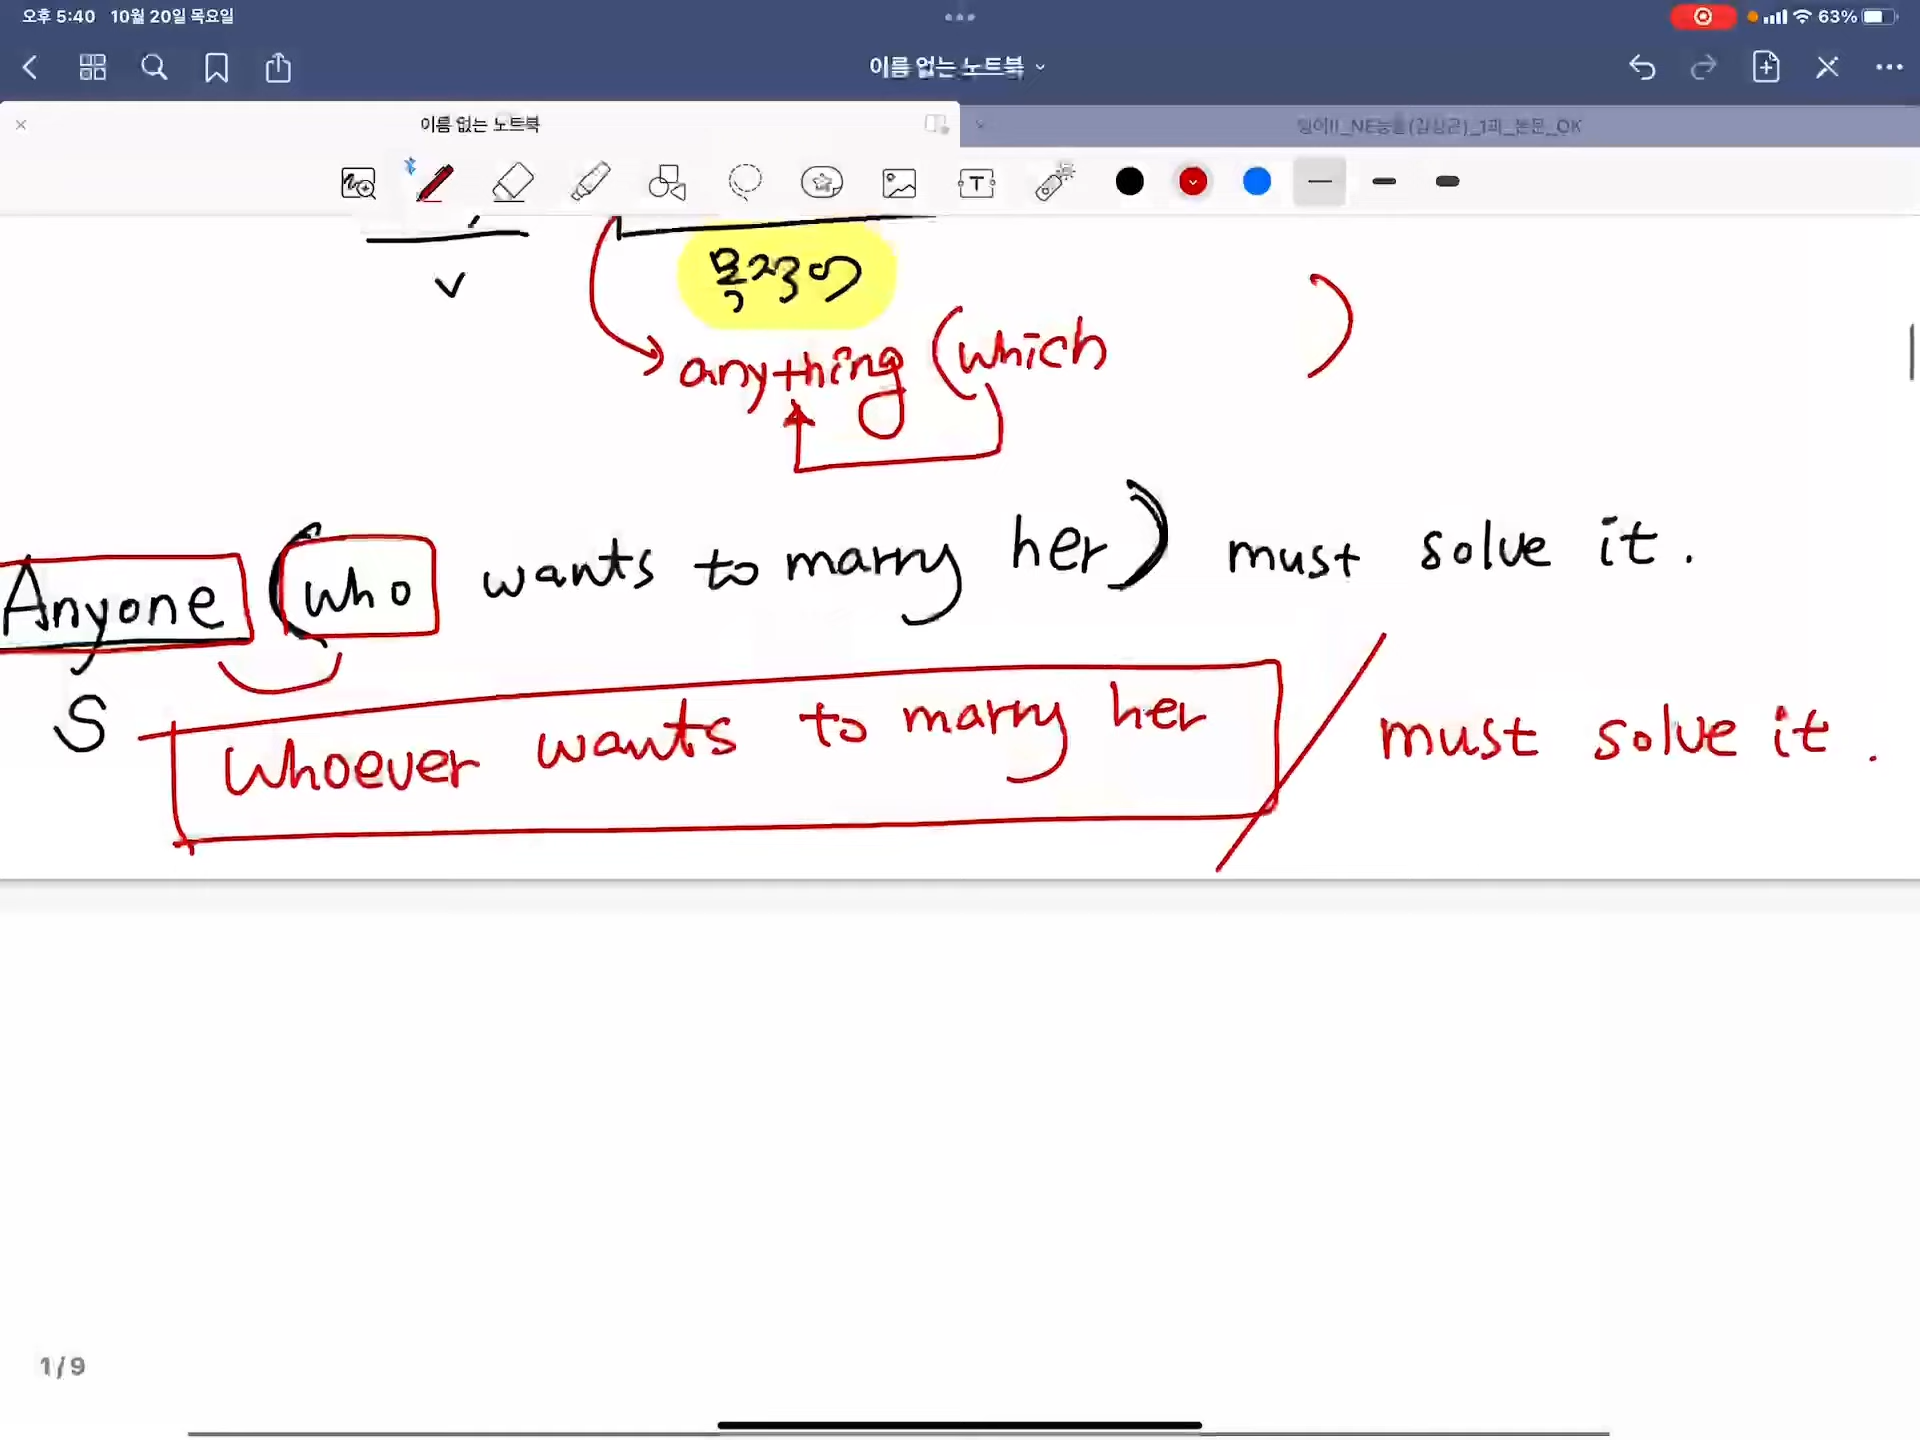 오후 5:40 10월 20일 목요일
63%
이름 없는 노트북
이름 없는 노트북
T
V
목적어
anything (which )
Anyone (who wants to marry her) must solve it.
S
Whoever wants to marry her / must solve it.
1/9